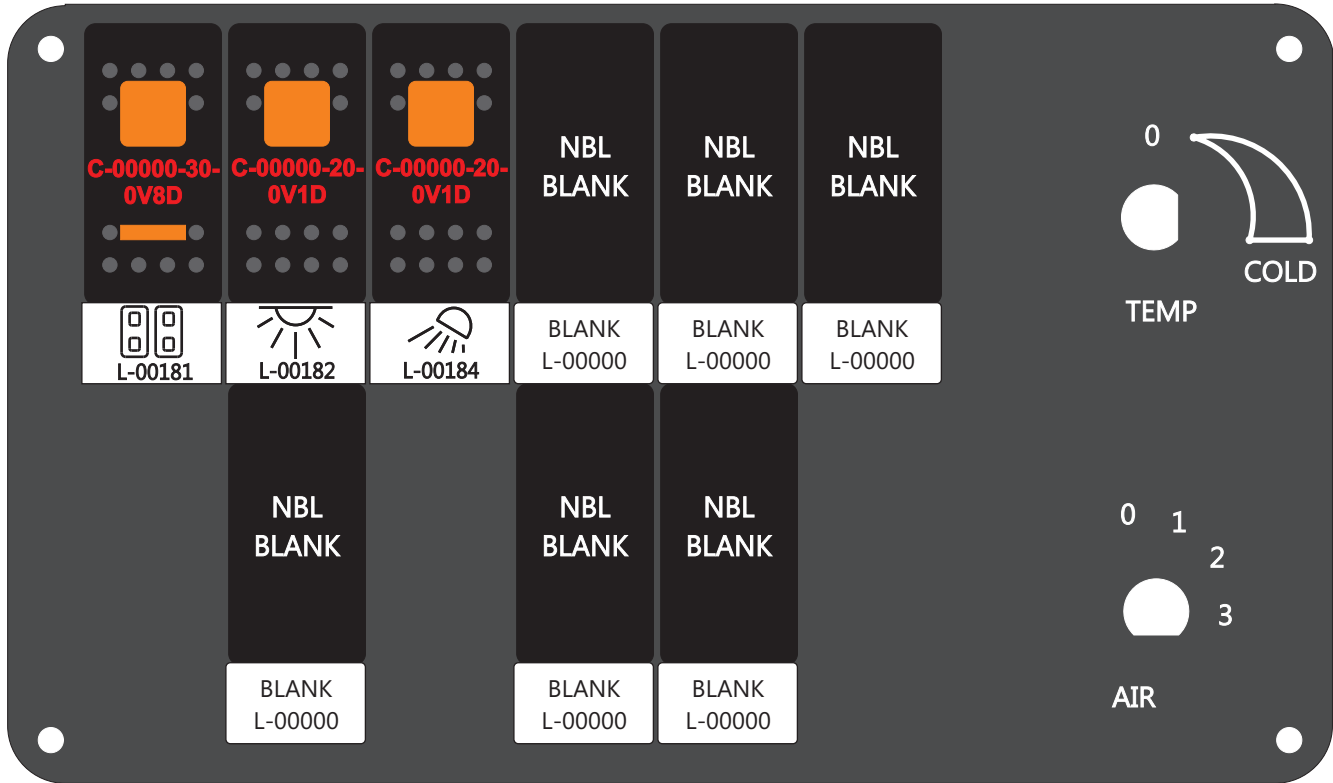 C-00000-30-
0V8D
C-00000-20-
0V1D
C-00000-20-
0V1D
NBL
BLANK
NBL
BLANK
NBL
BLANK
0
COLD
TEMP
L-00181
L-00182
L-00184
BLANK
L-00000
BLANK
L-00000
BLANK
L-00000
NBL
BLANK
NBL
BLANK
NBL
BLANK
0
1
2
3
AIR
BLANK
L-00000
BLANK
L-00000
BLANK
L-00000